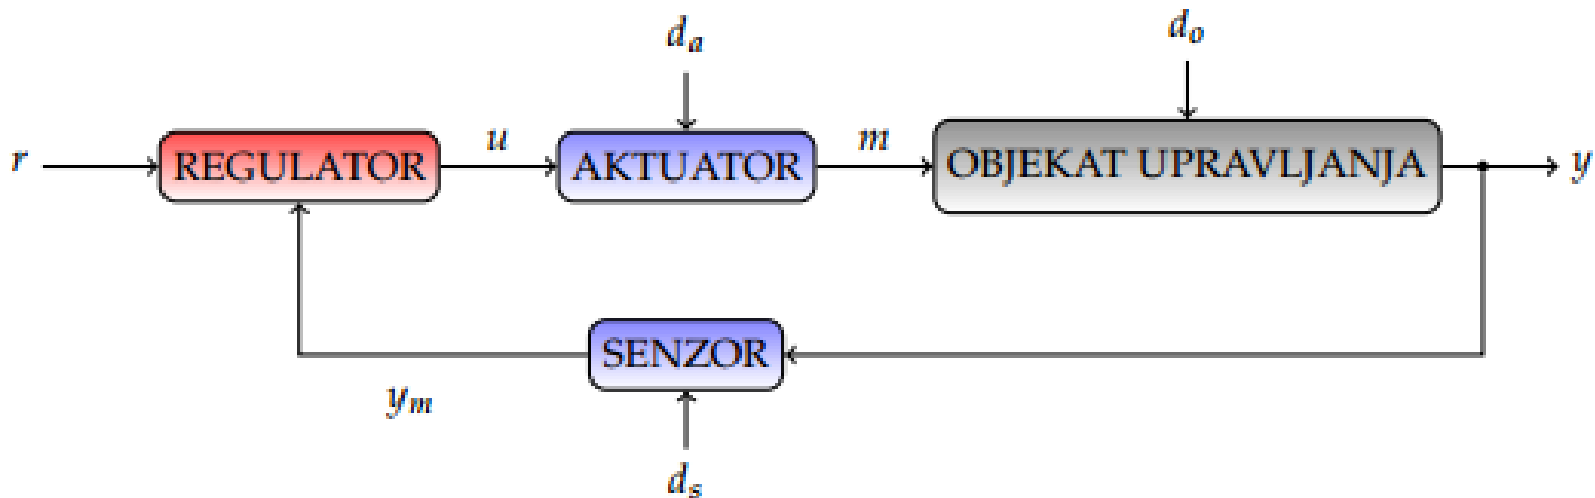 d_a
d_o
r
REGULATOR
u
AKTUATOR
m
OBJEKAT UPRAVLJANJA
y
SENZOR
y_m
d_s